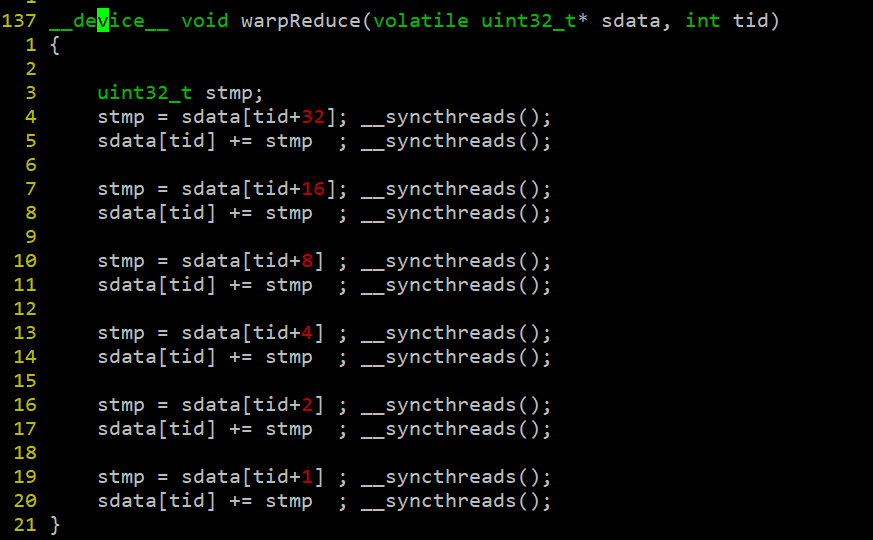 137 __device__ void warpReduce(volatile uint32_t* sdata, int tid)
1 {
2
3 uint32_t stmp;
4 stmp = sdata[tid+32]; __syncthreads();
5 sdata[tid] += stmp  ; __syncthreads();
6
7 stmp = sdata[tid+16]; __syncthreads();
8 sdata[tid] += stmp  ; __syncthreads();
9
10 stmp = sdata[tid+8] ; __syncthreads();
11 sdata[tid] += stmp  ; __syncthreads();
12
13 stmp = sdata[tid+4] ; __syncthreads();
14 sdata[tid] += stmp  ; __syncthreads();
15
16 stmp = sdata[tid+2] ; __syncthreads();
17 sdata[tid] += stmp  ; __syncthreads();
18
19 stmp = sdata[tid+1] ; __syncthreads();
20 sdata[tid] += stmp  ; __syncthreads();
21 }